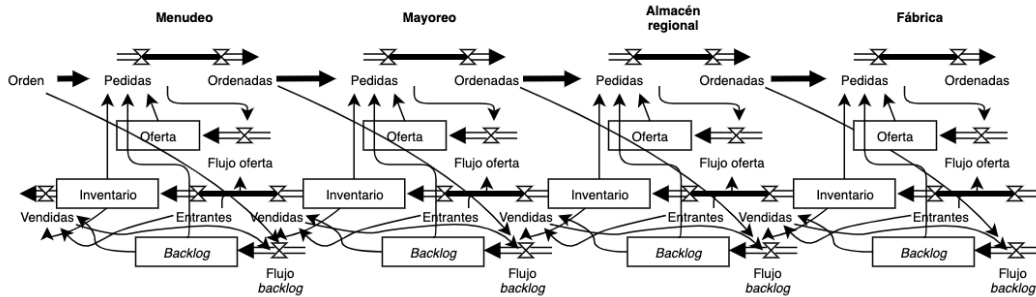 Menudeo
Mayoreo
Almacén
regional
Fábrica
Orden
Pedidas
Ordenadas
Pedidas
Ordenadas
Pedidas
Ordenadas
Pedidas
Ordenadas
Oferta
Oferta
Oferta
Oferta
Flujo oferta
Flujo oferta
Flujo oferta
Flujo oferta
Inventario
Inventario
Inventario
Inventario
Vendidas
Entrantes
Vendidas
Entrantes
Vendidas
Entrantes
Vendidas
Entrantes
Backlog
Backlog
Backlog
Backlog
Flujo
backlog
Flujo
backlog
Flujo
backlog
Flujo
backlog